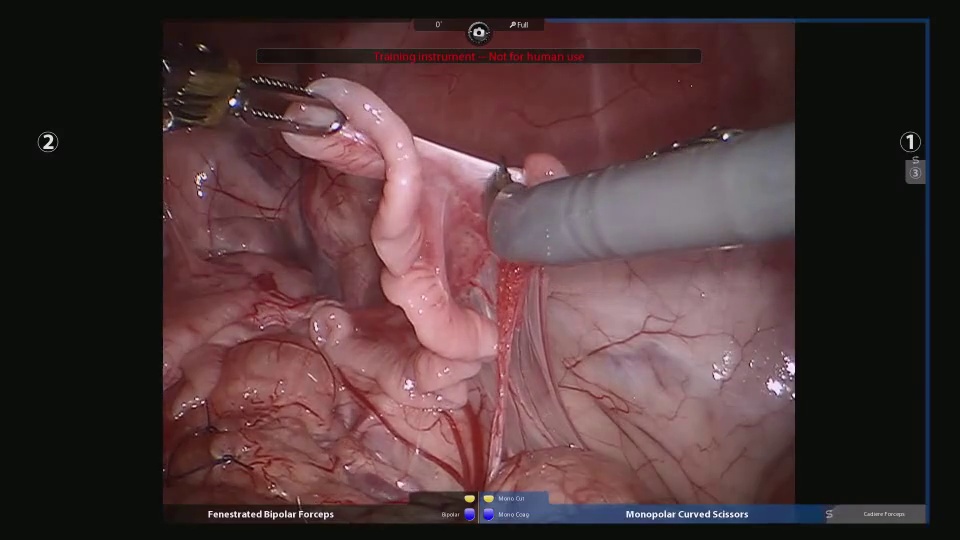 0°
Full
Training Instrument -- Not for human use
2
1
S
3
Mono Cut
Bipolar
Mono Coag
Fenestrated Bipolar Forceps
Monopolar Curved Scissors
S
Cadiere Forceps